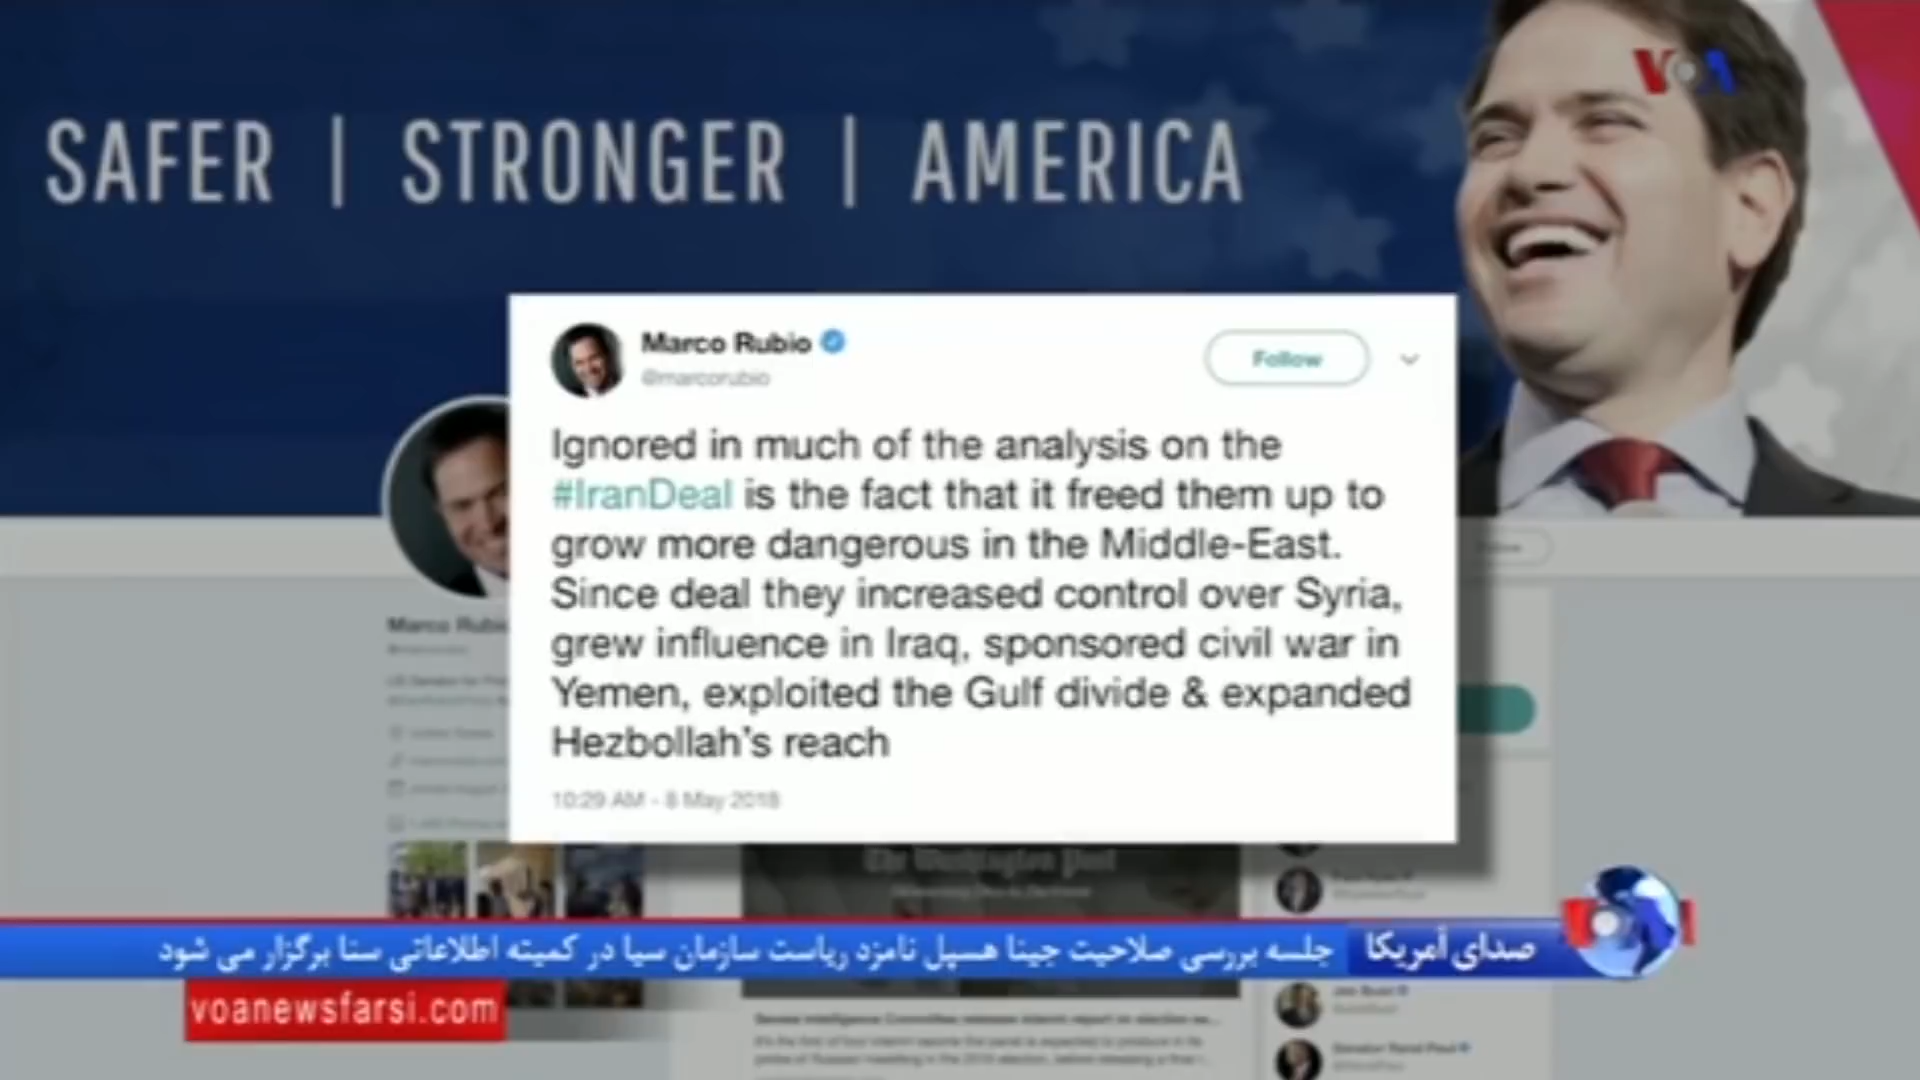 VOA
SAFER | STRONGER | AMERICA
Marco Rubio
@marcorubio
Follow
Ignored in much of the analysis on the
#IranDeal is the fact that it freed them up to
grow more dangerous in the Middle-East.
Since deal they increased control over Syria,
grew influence in Iraq, sponsored civil war in
Yemen, exploited the Gulf divide & expanded
Hezbollah's reach
10:29 AM - 8 May 2018
Marco Rubio
The Washington Post
صدای آمریکا
جلسه بررسی صلاحیت جینا هسپل نامزد ریاست سازمان سیا در کمیته اطلاعاتی سنا برگزار می شود
voanewsfarsi.com